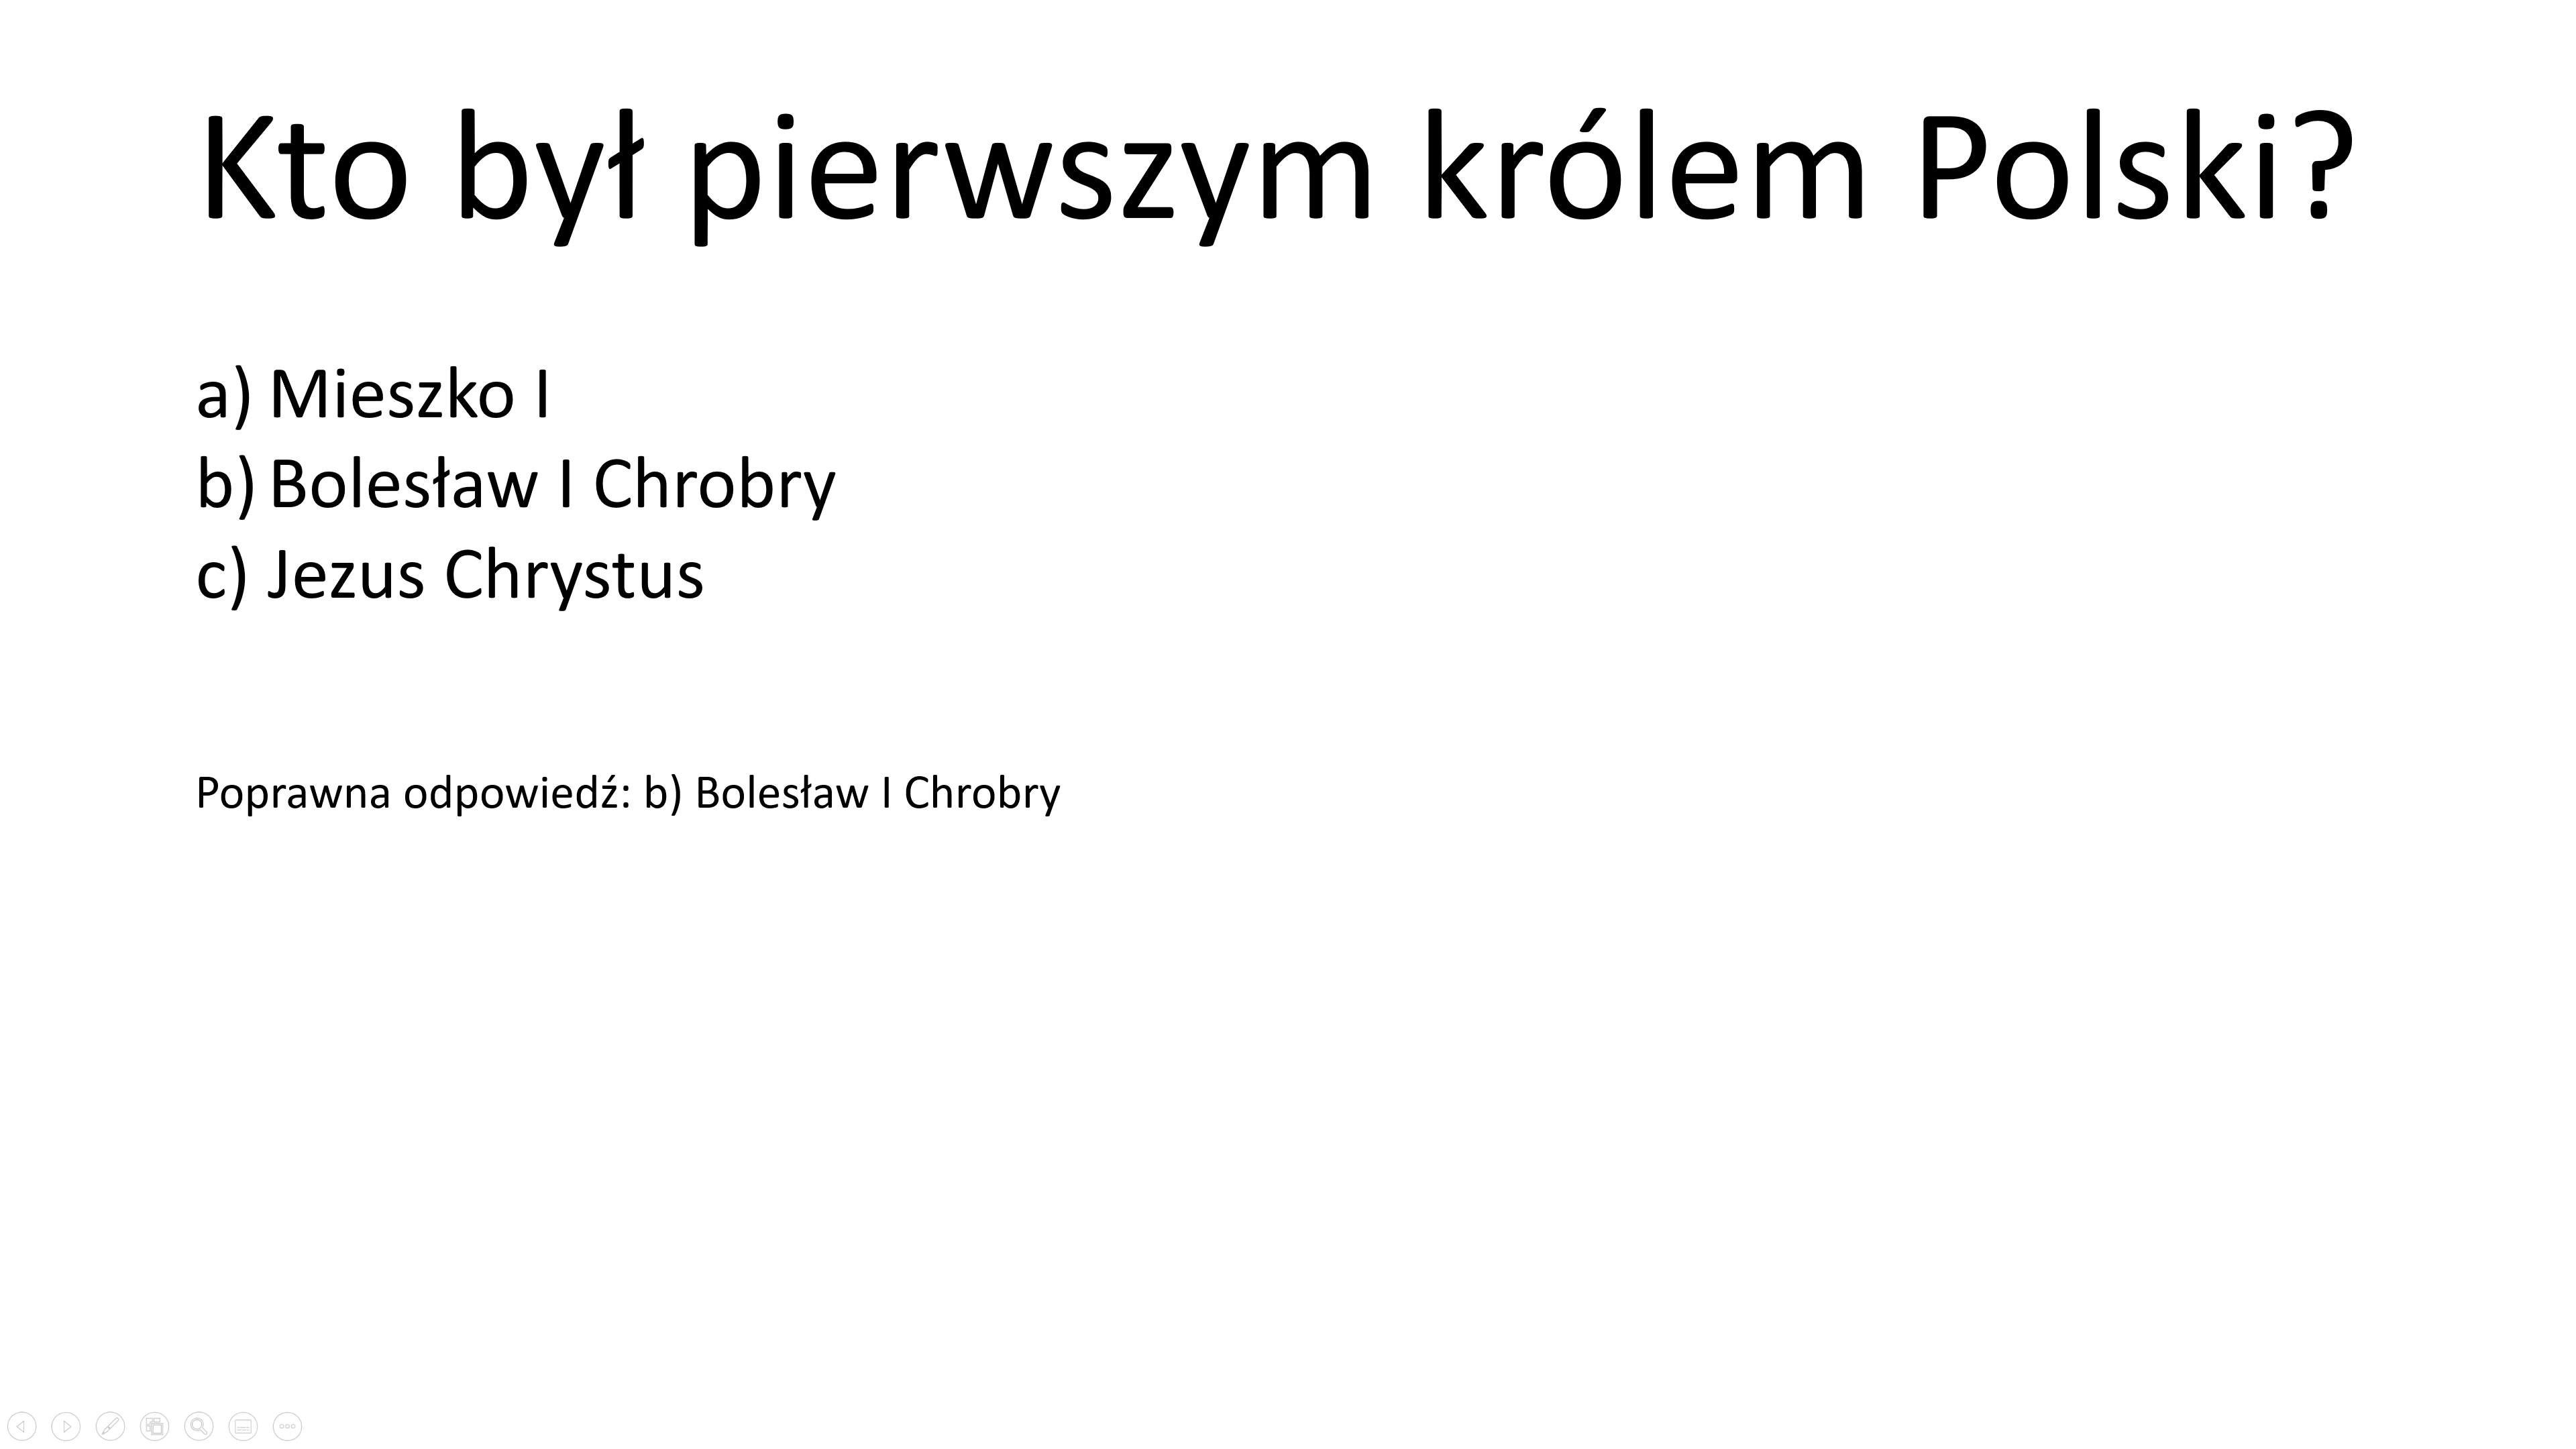 Kto był pierwszym królem Polski?
a) Mieszko I
b) Bolesław I Chrobry
c) Jezus Chrystus
Poprawna odpowiedź: b) Bolesław I Chrobry